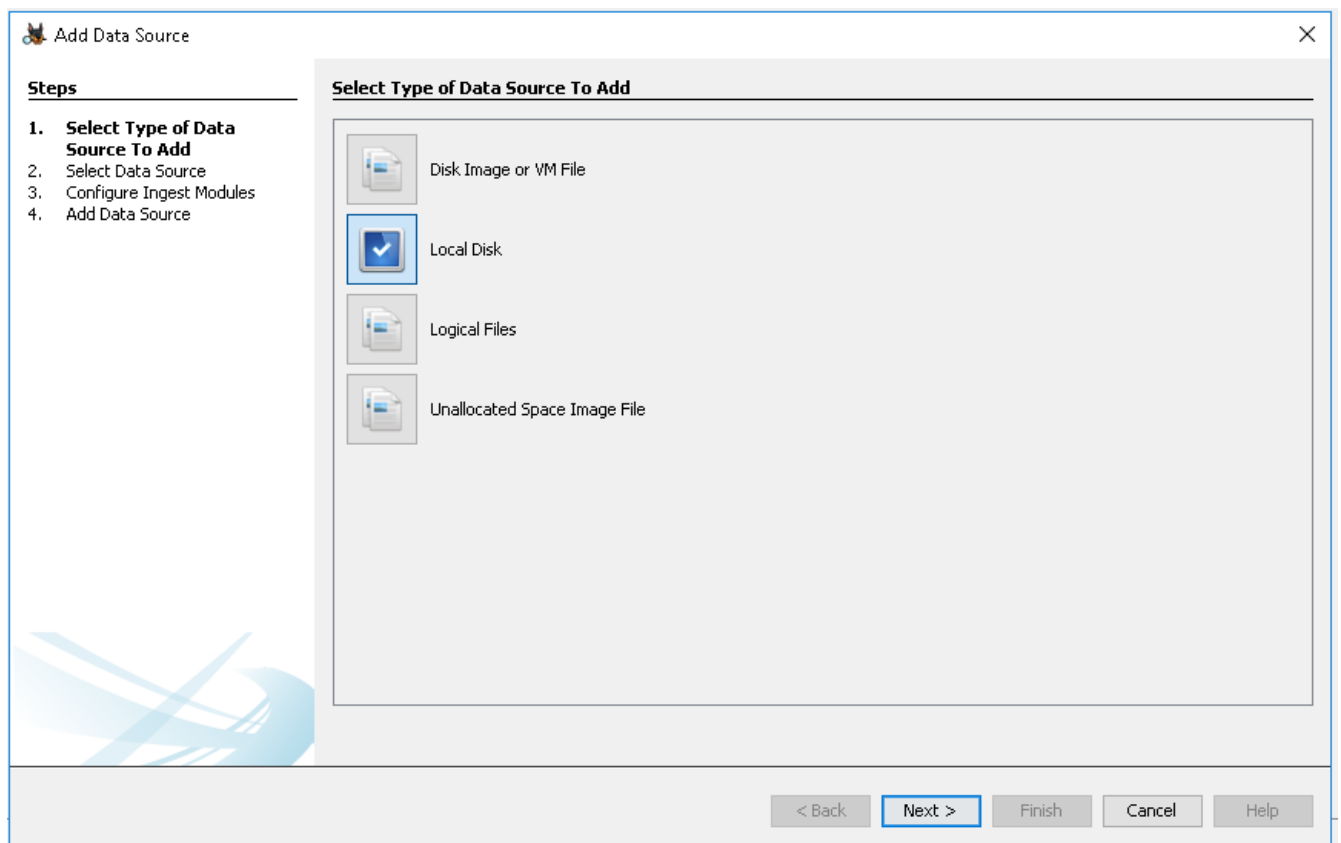 Add Data Source
Steps
1. Select Type of Data
Source To Add
2. Select Data Source
3. Configure Ingest Modules
4. Add Data Source
Select Type of Data Source To Add
Disk Image or VM File
Local Disk
Logical Files
Unallocated Space Image File
< Back
Next >
Finish
Cancel
Help